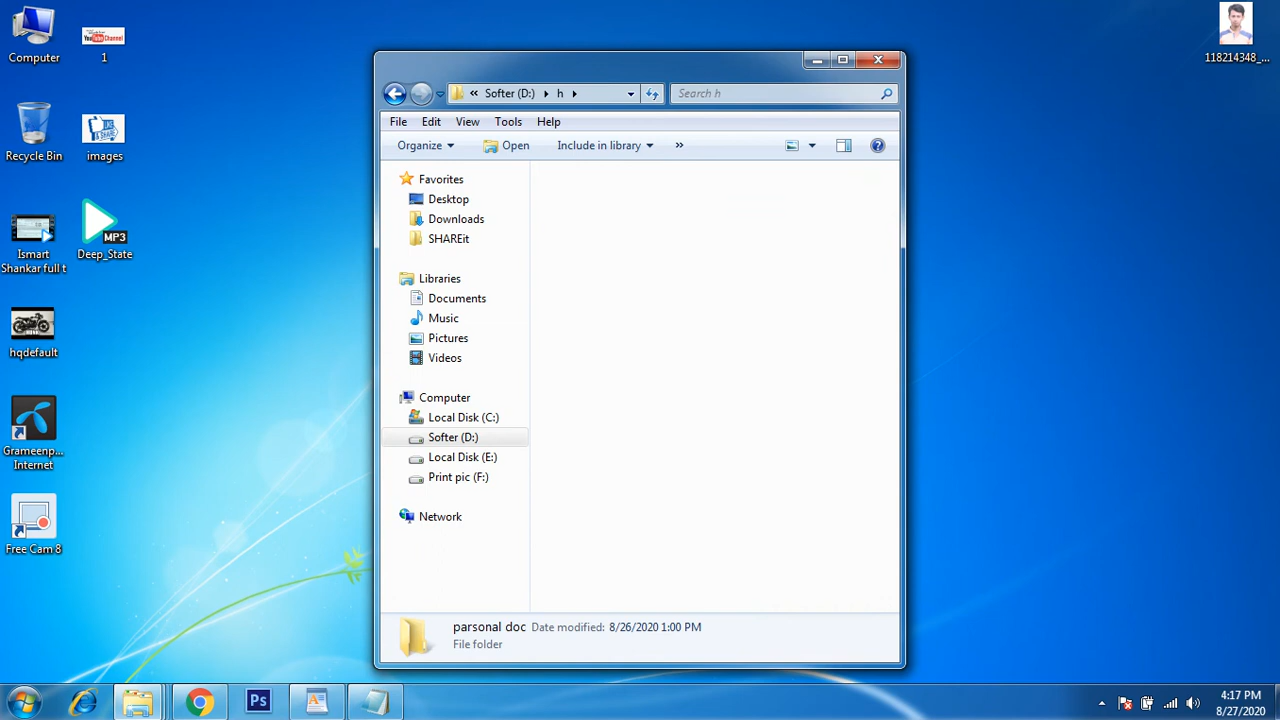 Computer
1
Recycle Bin
images
Ismart
Shankar full t
MP3
Deep_State
hqdefault
Grameenp...
Internet
Free Cam 8
118214348_...
YouTube Channel
Softer (D:) h
Search h
File Edit View Tools Help
Organize Open Include in library »
Favorites
Desktop
Downloads
SHAREit
Libraries
Documents
Music
Pictures
Videos
Computer
Local Disk (C:)
Softer (D:)
Local Disk (E:)
Print pic (F:)
Network
parsonal doc Date modified: 8/26/2020 1:00 PM
File folder
Ps
4:17 PM
8/27/2020